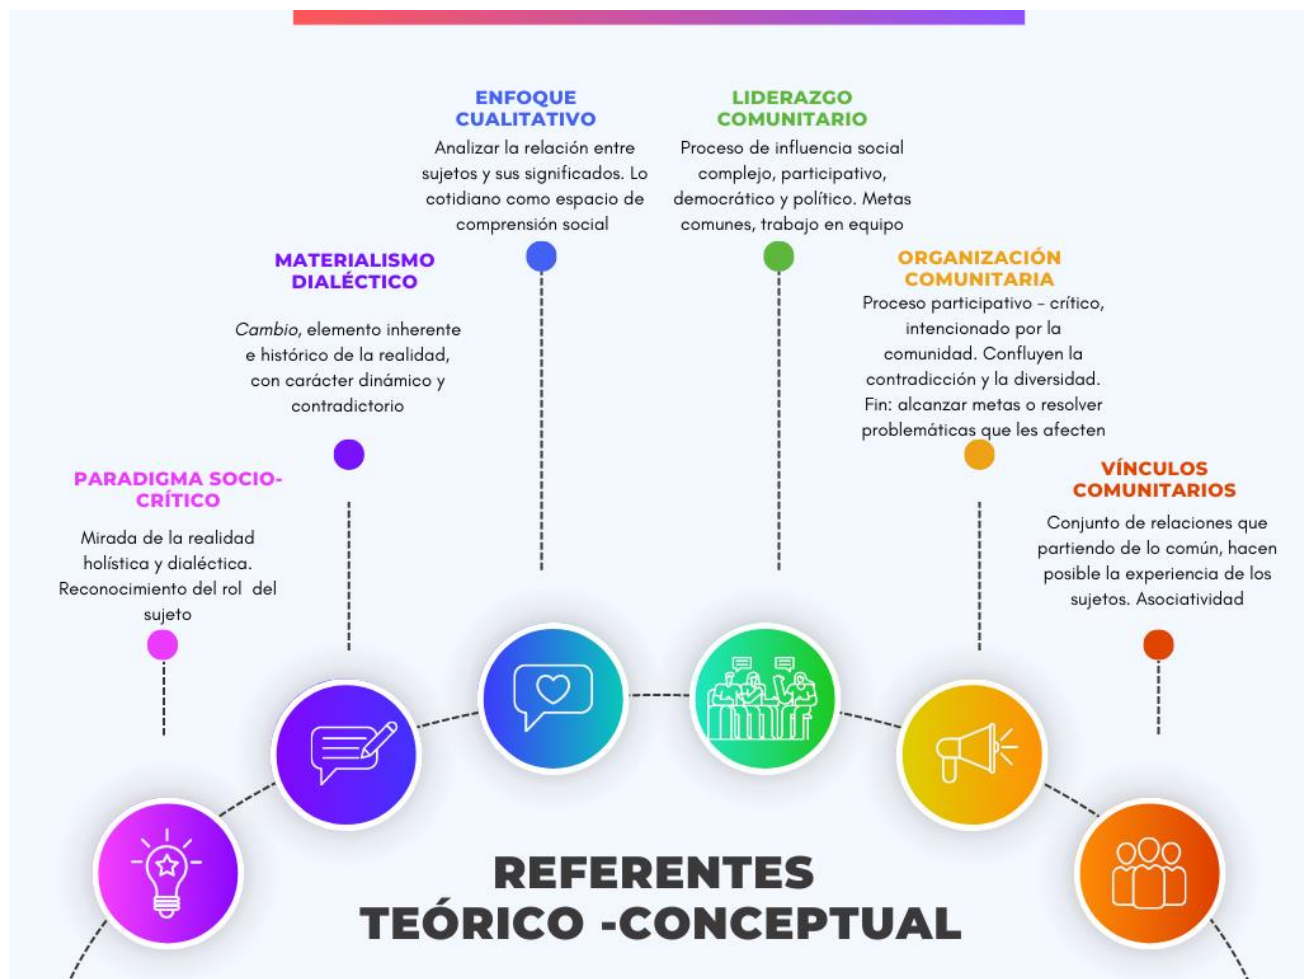 ENFOQUE
CUALITATIVO
Analizar la relación entre
sujetos y sus significados. Lo
cotidiano como espacio de
comprensión social
LIDERAZGO
COMUNITARIO
Proceso de influencia social
complejo, participativo,
democrático y político. Metas
comunes, trabajo en equipo
MATERIALISMO
DIALÉCTICO
Cambio, elemento inherente
e histórico de la realidad,
con carácter dinámico y
contradictorio
ORGANIZACIÓN
COMUNITARIA
Proceso participativo - crítico,
intencionado por la
comunidad. Confluyen la
contradicción y la diversidad.
Fin: alcanzar metas o resolver
problemáticas que les afecten
PARADIGMA SOCIO-
CRÍTICO
Mirada de la realidad
holística y dialéctica.
Reconocimiento del rol del
sujeto
VÍNCULOS
COMUNITARIOS
Conjunto de relaciones que
partiendo de lo común, hacen
posible la experiencia de los
sujetos. Asociatividad
REFERENTES
TEÓRICO -CONCEPTUAL